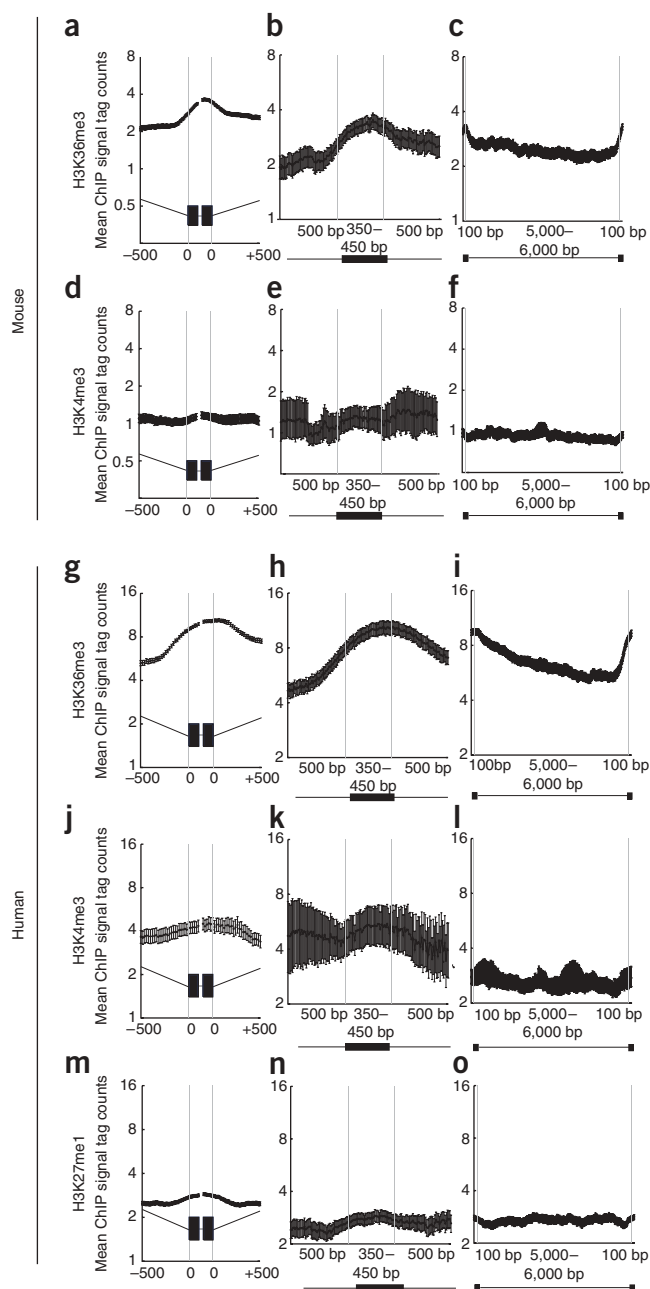 Mouse
a
H3K36me3
Mean ChIP signal tag counts
8
4
2
1
0.5
−500 0 0 +500
b
8
4
2
1
500 bp 350– 500 bp
450 bp
c
8
4
2
1
100 bp 5,000– 100 bp
6,000 bp
d
H3K4me3
Mean ChIP signal tag counts
8
4
2
1
0.5
−500 0 0 +500
e
8
4
2
1
500 bp 350– 500 bp
450 bp
f
8
4
2
1
100 bp 5,000– 100 bp
6,000 bp
Human
g
H3K36me3
Mean ChIP signal tag counts
16
8
4
2
1
−500 0 0 +500
h
16
8
4
2
500 bp 350– 500 bp
450 bp
i
16
8
4
2
100bp 5,000– 100 bp
6,000 bp
j
H3K4me3
Mean ChIP signal tag counts
16
8
4
2
1
−500 0 0 +500
k
16
8
4
2
500 bp 350– 500 bp
450 bp
l
16
8
4
2
100 bp 5,000– 100 bp
6,000 bp
m
H3K27me1
Mean ChIP signal tag counts
16
8
4
2
1
−500 0 0 +500
n
16
8
4
2
500 bp 350– 500 bp
450 bp
o
16
8
4
2
100 bp 5,000– 100 bp
6,000 bp